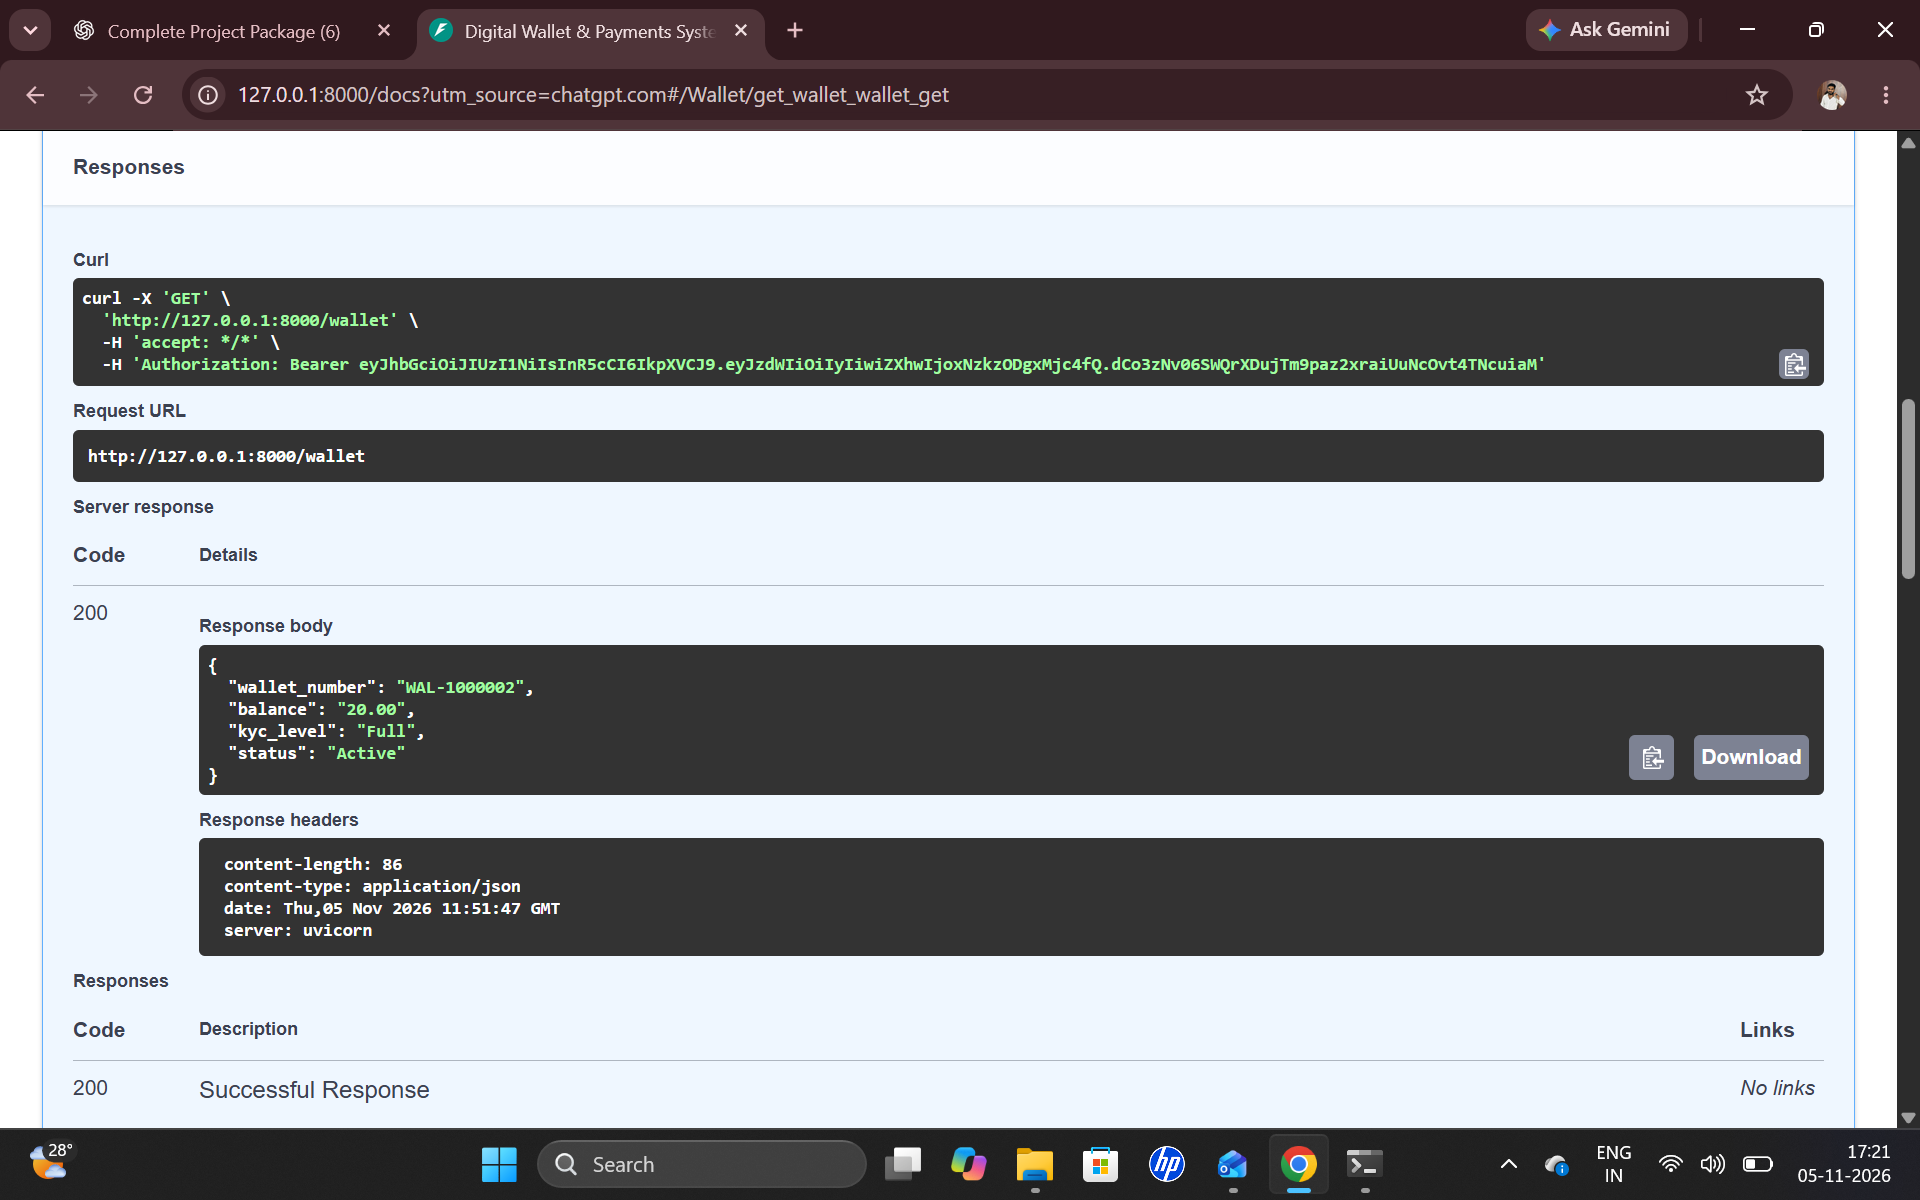 Complete Project Package (6)
Digital Wallet & Payments Syste
Ask Gemini
127.0.0.1:8000/docs?utm_source=chatgpt.com#/Wallet/get_wallet_wallet_get
Responses
Curl
curl -X 'GET' \
'http://127.0.0.1:8000/wallet' \
-H 'accept: */*' \
-H 'Authorization: Bearer eyJhbGciOiJIUzI1NiIsInR5cCI6IkpXVCJ9.eyJzdWIiOiIyIiwiZXhwIjoxNzkzODgxMjc4fQ.dCo3zNv06SWQrXDujTm9paz2xraiUuNcOvt4TNcuiaM'
Request URL
http://127.0.0.1:8000/wallet
Server response
Code Details
200
Response body
{
"wallet_number": "WAL-1000002",
"balance": "20.00",
"kyc_level": "Full",
"status": "Active"
}
Download
Response headers
content-length: 86
content-type: application/json
date: Thu,05 Nov 2026 11:51:47 GMT
server: uvicorn
Responses
Code Description Links
200 Successful Response No links
28°
Search
hp
ENG
IN
17:21
05-11-2026